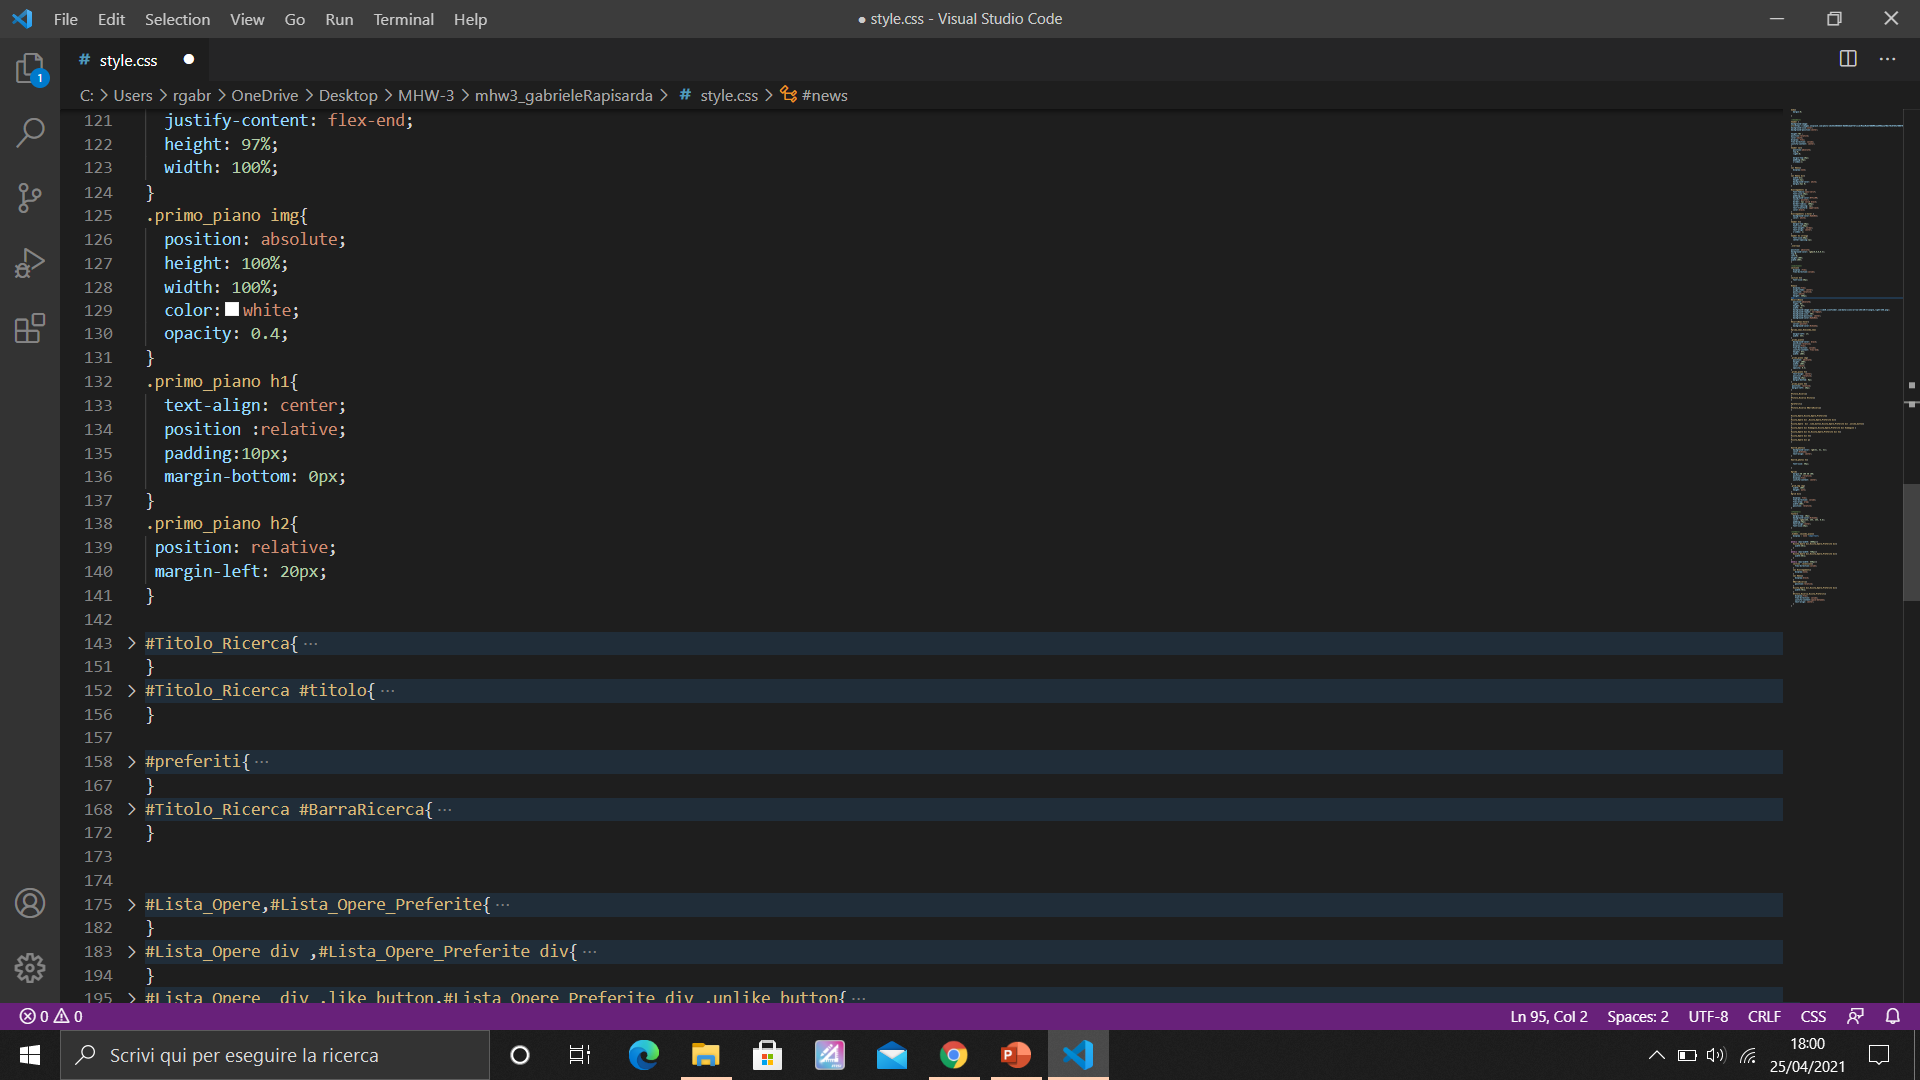 File Edit Selection View Go Run Terminal Help
● style.css - Visual Studio Code
1
# style.css ●
C: > Users > rgabr > OneDrive > Desktop > MHW-3 > mhw3_gabrieleRapisarda > # style.css > #news
121 justify-content: flex-end;
122 height: 97%;
123 width: 100%;
124 }
125 .primo_piano img{
126 position: absolute;
127 height: 100%;
128 width: 100%;
129 color: white;
130 opacity: 0.4;
131 }
132 .primo_piano h1{
133 text-align: center;
134 position :relative;
135 padding:10px;
136 margin-bottom: 0px;
137 }
138 .primo_piano h2{
139 position: relative;
140 margin-left: 20px;
141 }
142
143 > #Titolo_Ricerca{ ···
151 }
152 > #Titolo_Ricerca #titolo{ ···
156 }
157
158 > #preferiti{ ···
167 }
168 > #Titolo_Ricerca #BarraRicerca{ ···
172 }
173
174
175 > #Lista_Opere,#Lista_Opere_Preferite{ ···
182 }
183 > #Lista_Opere div ,#Lista_Opere_Preferite div{ ···
194 }
195 > #Lista_Opere  div .like_button,#Lista_Opere_Preferite div .unlike_button{ ···
0 0
Ln 95, Col 2 Spaces: 2 UTF-8 CRLF CSS
Scrivi qui per eseguire la ricerca
18:00
25/04/2021